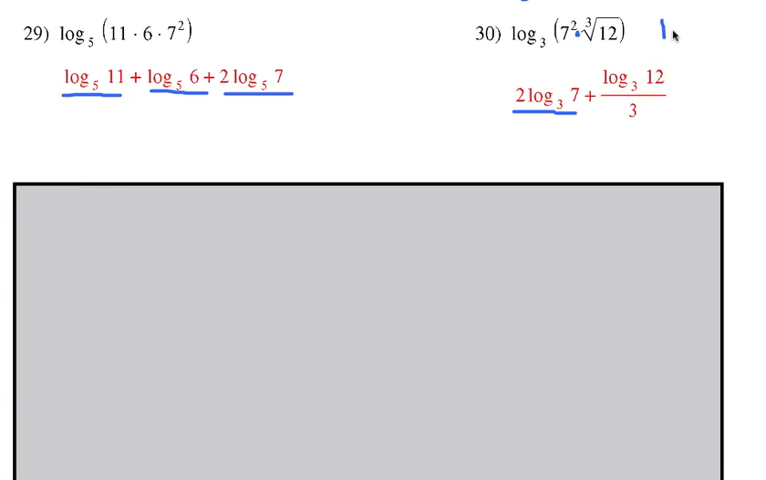 29) log₅ (11 · 6 · 7²)
log₅ 11 + log₅ 6 + 2 log₅ 7
30) log₃ (7² · ∛12)
2 log₃ 7 + (log₃ 12)/3